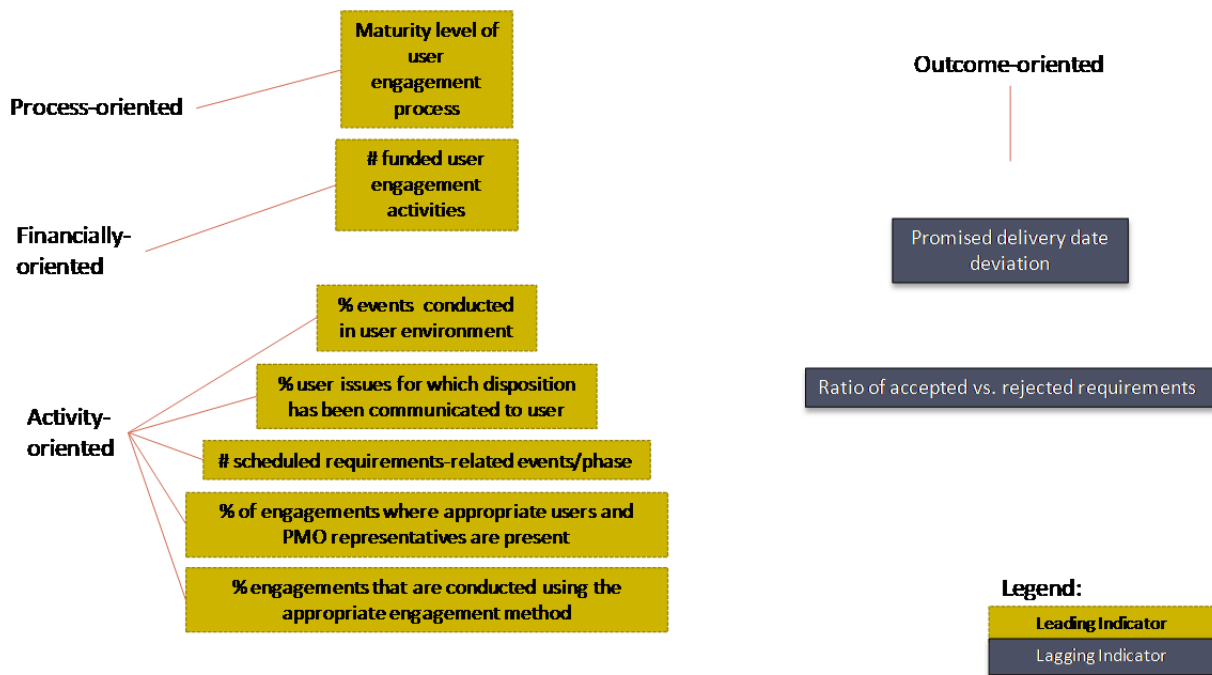 Maturity level of
user
engagement
process
Process-oriented
# funded user
engagement
activities
Financially-
oriented
% events conducted
in user environment
% user issues for which disposition
has been communicated to user
Activity-
oriented
# scheduled requirements-related events/phase
% of engagements where appropriate users and
PMO representatives are present
% engagements that are conducted using the
appropriate engagement method
Outcome-oriented
Promised delivery date
deviation
Ratio of accepted vs. rejected requirements
Legend:
Leading Indicator
Lagging Indicator